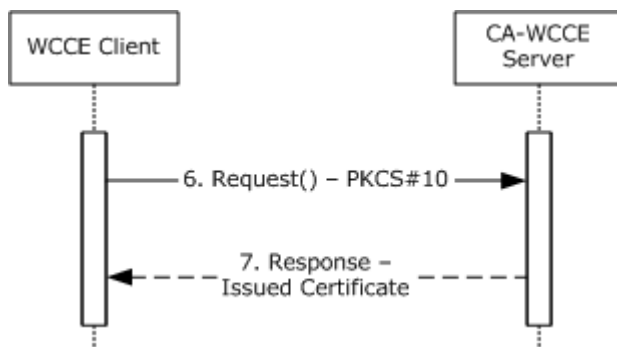 WCCE Client
CA-WCCE
Server
6. Request() – PKCS#10
7. Response –
Issued Certificate